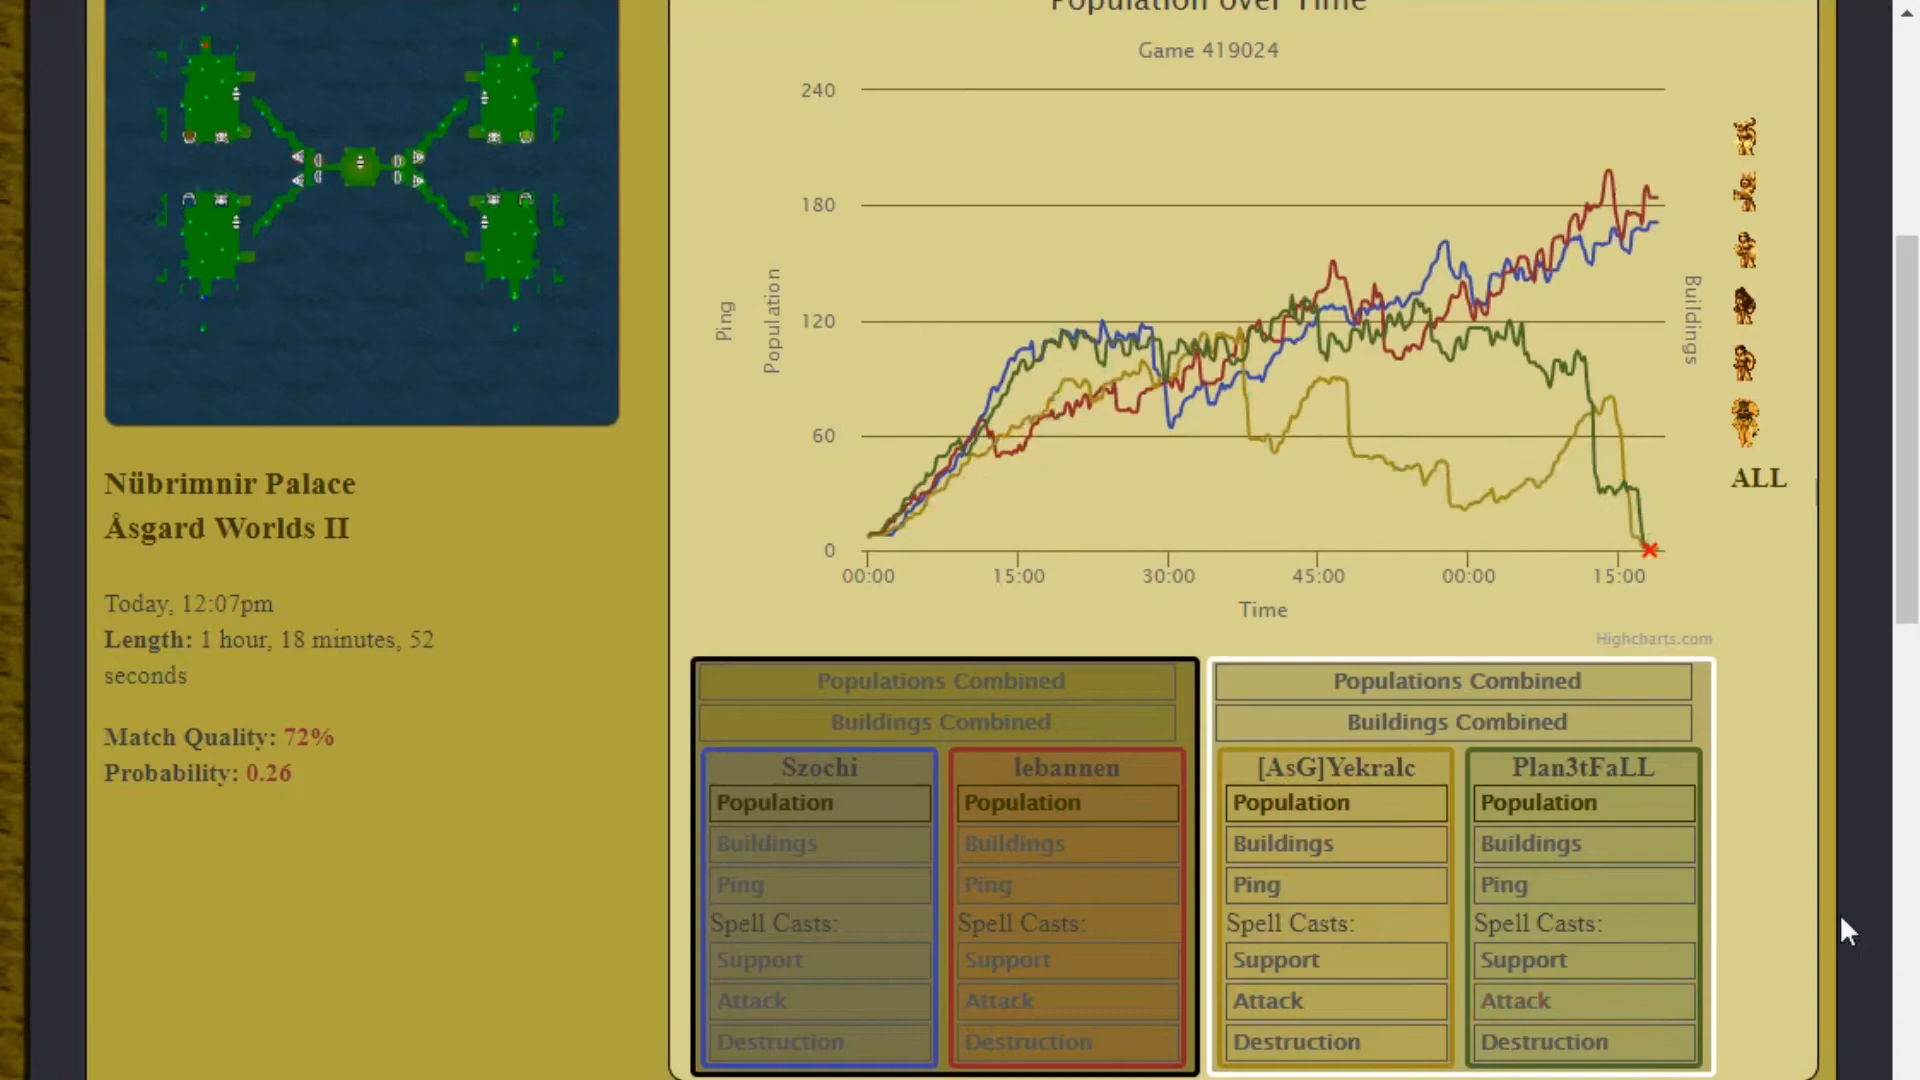 Population over Time
Game 419024
240
180
120
60
0
Ping
Population
Buildings
00:00
15:00
30:00
45:00
00:00
15:00
Time
Highcharts.com
ALL
Nübrimnir Palace
Åsgard Worlds II
Today, 12:07pm
Length: 1 hour, 18 minutes, 52
seconds
Match Quality: 72%
Probability: 0.26
Populations Combined
Buildings Combined
Szochi
Population
Buildings
Ping
Spell Casts:
Support
Attack
Destruction
lebannen
Population
Buildings
Ping
Spell Casts:
Support
Attack
Destruction
Populations Combined
Buildings Combined
[AsG]Yekralc
Population
Buildings
Ping
Spell Casts:
Support
Attack
Destruction
Plan3tFaLL
Population
Buildings
Ping
Spell Casts:
Support
Attack
Destruction